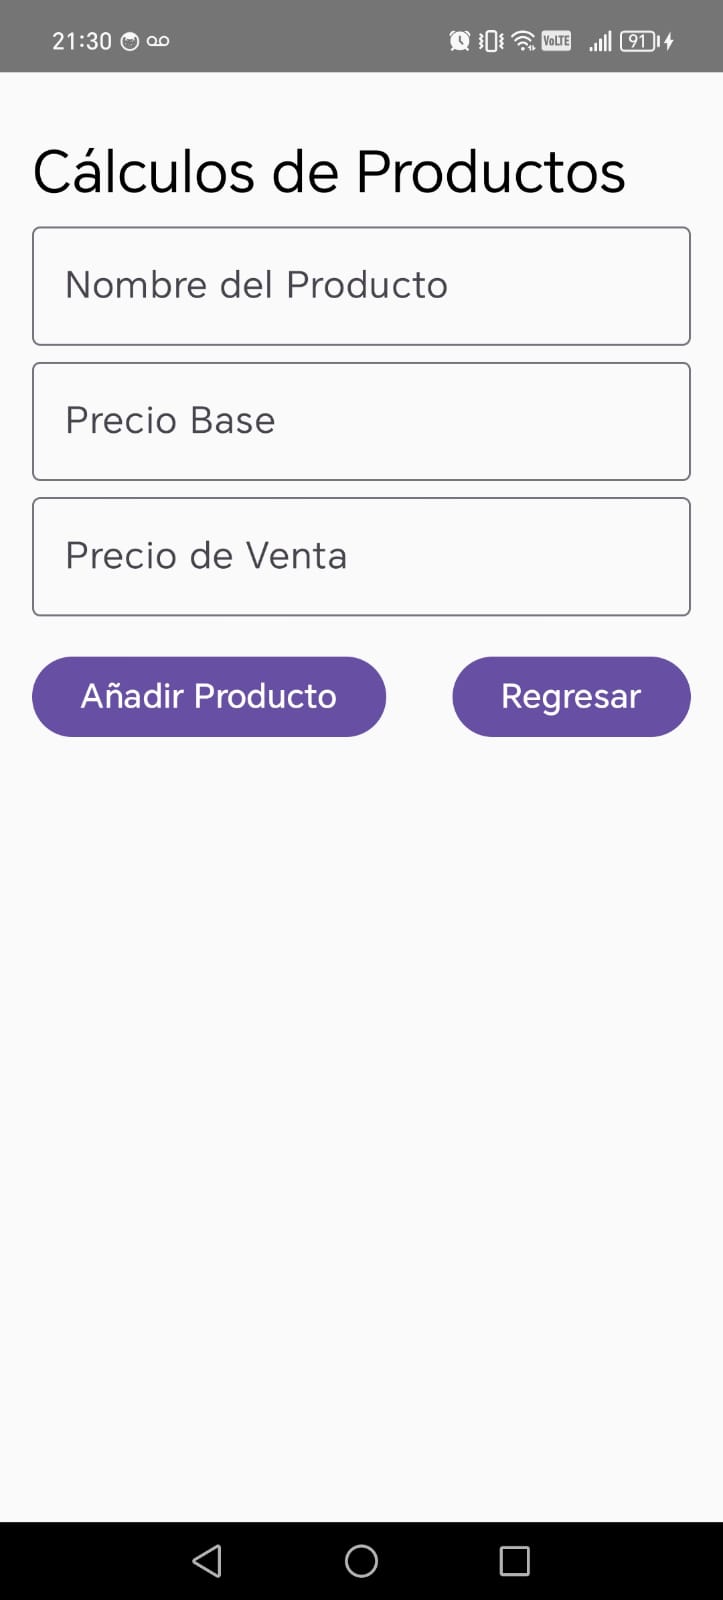 21:30 VoLTE 91
Cálculos de Productos
Nombre del Producto
Precio Base
Precio de Venta
Añadir Producto Regresar